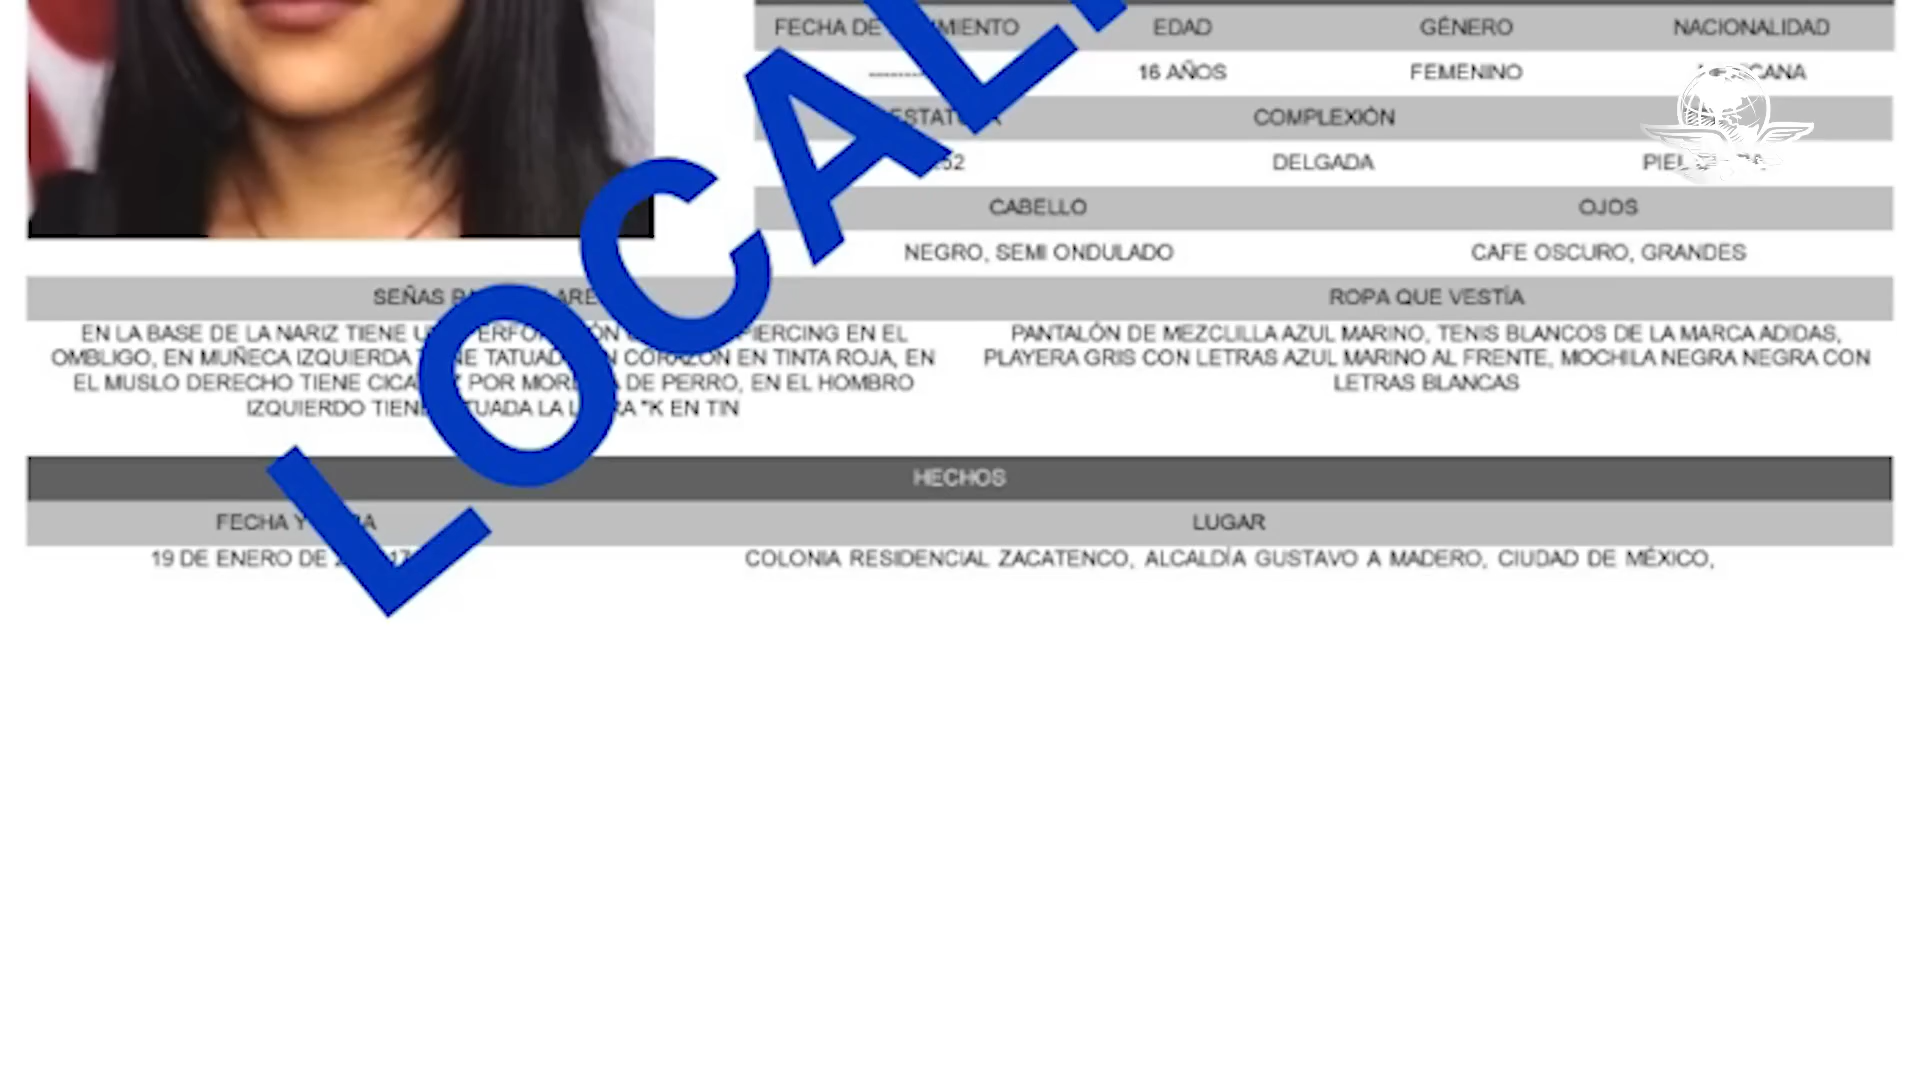 FECHA DE
EDAD
GÉNERO
NACIONALIDAD
16 AÑOS
FEMENINO
COMPLEXIÓN
DELGADA
CABELLO
OJOS
NEGRO, SEMI ONDULADO
CAFE OSCURO, GRANDES
SEÑAS
ROPA QUE VESTÍA
EN LA BASE DE LA NARIZ TIENE PIERCING EN EL
OMBLIGO, EN MUÑECA IZQUIERDA CORAZON EN TINTA ROJA, EN
EL MUSLO DERECHO TIENE POR DE PERRO, EN EL HOMBRO
IZQUIERDO LA "K EN TIN
PANTALÓN DE MEZCLILLA AZUL MARINO, TENIS BLANCOS DE LA MARCA ADIDAS,
PLAYERA GRIS CON LETRAS AZUL MARINO AL FRENTE, MOCHILA NEGRA NEGRA CON
LETRAS BLANCAS
HECHOS
FECHA Y
LUGAR
19 DE ENERO DE
COLONIA RESIDENCIAL ZACATENCO, ALCALDÍA GUSTAVO A MADERO, CIUDAD DE MÉXICO,
LOCAL